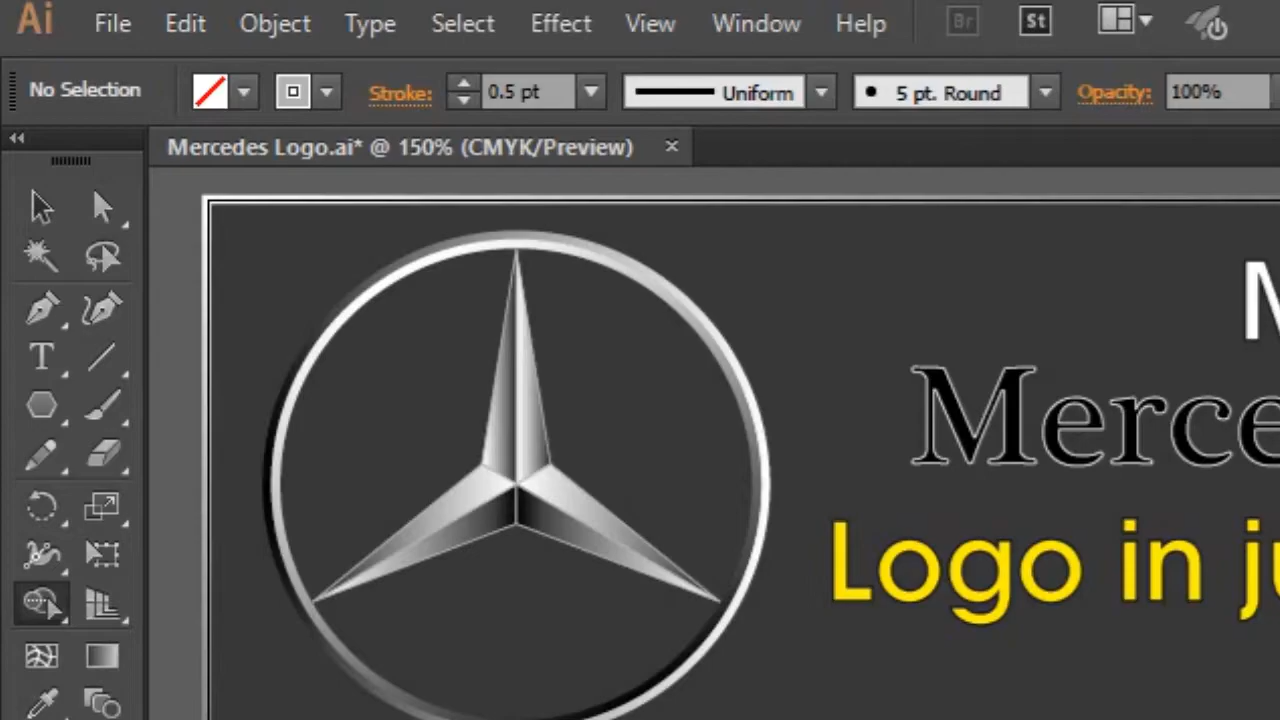 Ai File Edit Object Type Select Effect View Window Help Br St
No Selection Stroke: 0.5 pt Uniform 5 pt. Round Opacity: 100%
Mercedes Logo.ai* @ 150% (CMYK/Preview) ×
M
Merce
Logo in ju